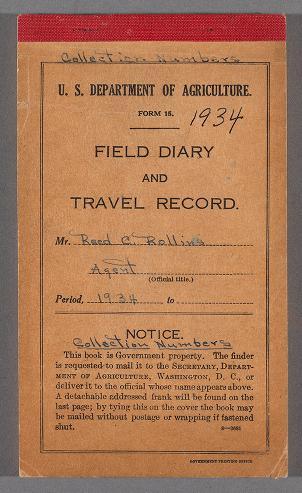 Collection Numbers
U. S. DEPARTMENT OF AGRICULTURE.
FORM 15.
1934
FIELD DIARY
AND
TRAVEL RECORD.
Mr. Reed C. Rollins
Agent
(Official title.)
Period, 1934 to
NOTICE.
Collection Numbers
This book is Government property. The finder
is requested to mail it to the SECRETARY, DEPART-
MENT OF AGRICULTURE, WASHINGTON, D. C., or
deliver it to the official whose name appears above.
A detachable addressed frank will be found on the
last page; by tying this on the cover the book may
be mailed without postage or wrapping if fastened
shut.
GOVERNMENT PRINTING OFFICE